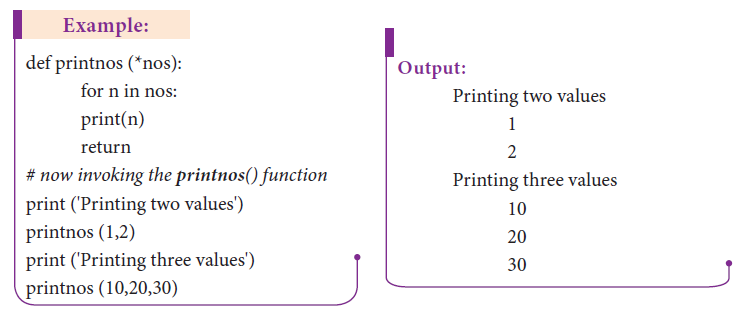 Example:
def printnos (*nos):
for n in nos:
print(n)
return
# now invoking the printnos() function
print ('Printing two values')
printnos (1,2)
print ('Printing three values')
printnos (10,20,30)
Output:
Printing two values
1
2
Printing three values
10
20
30